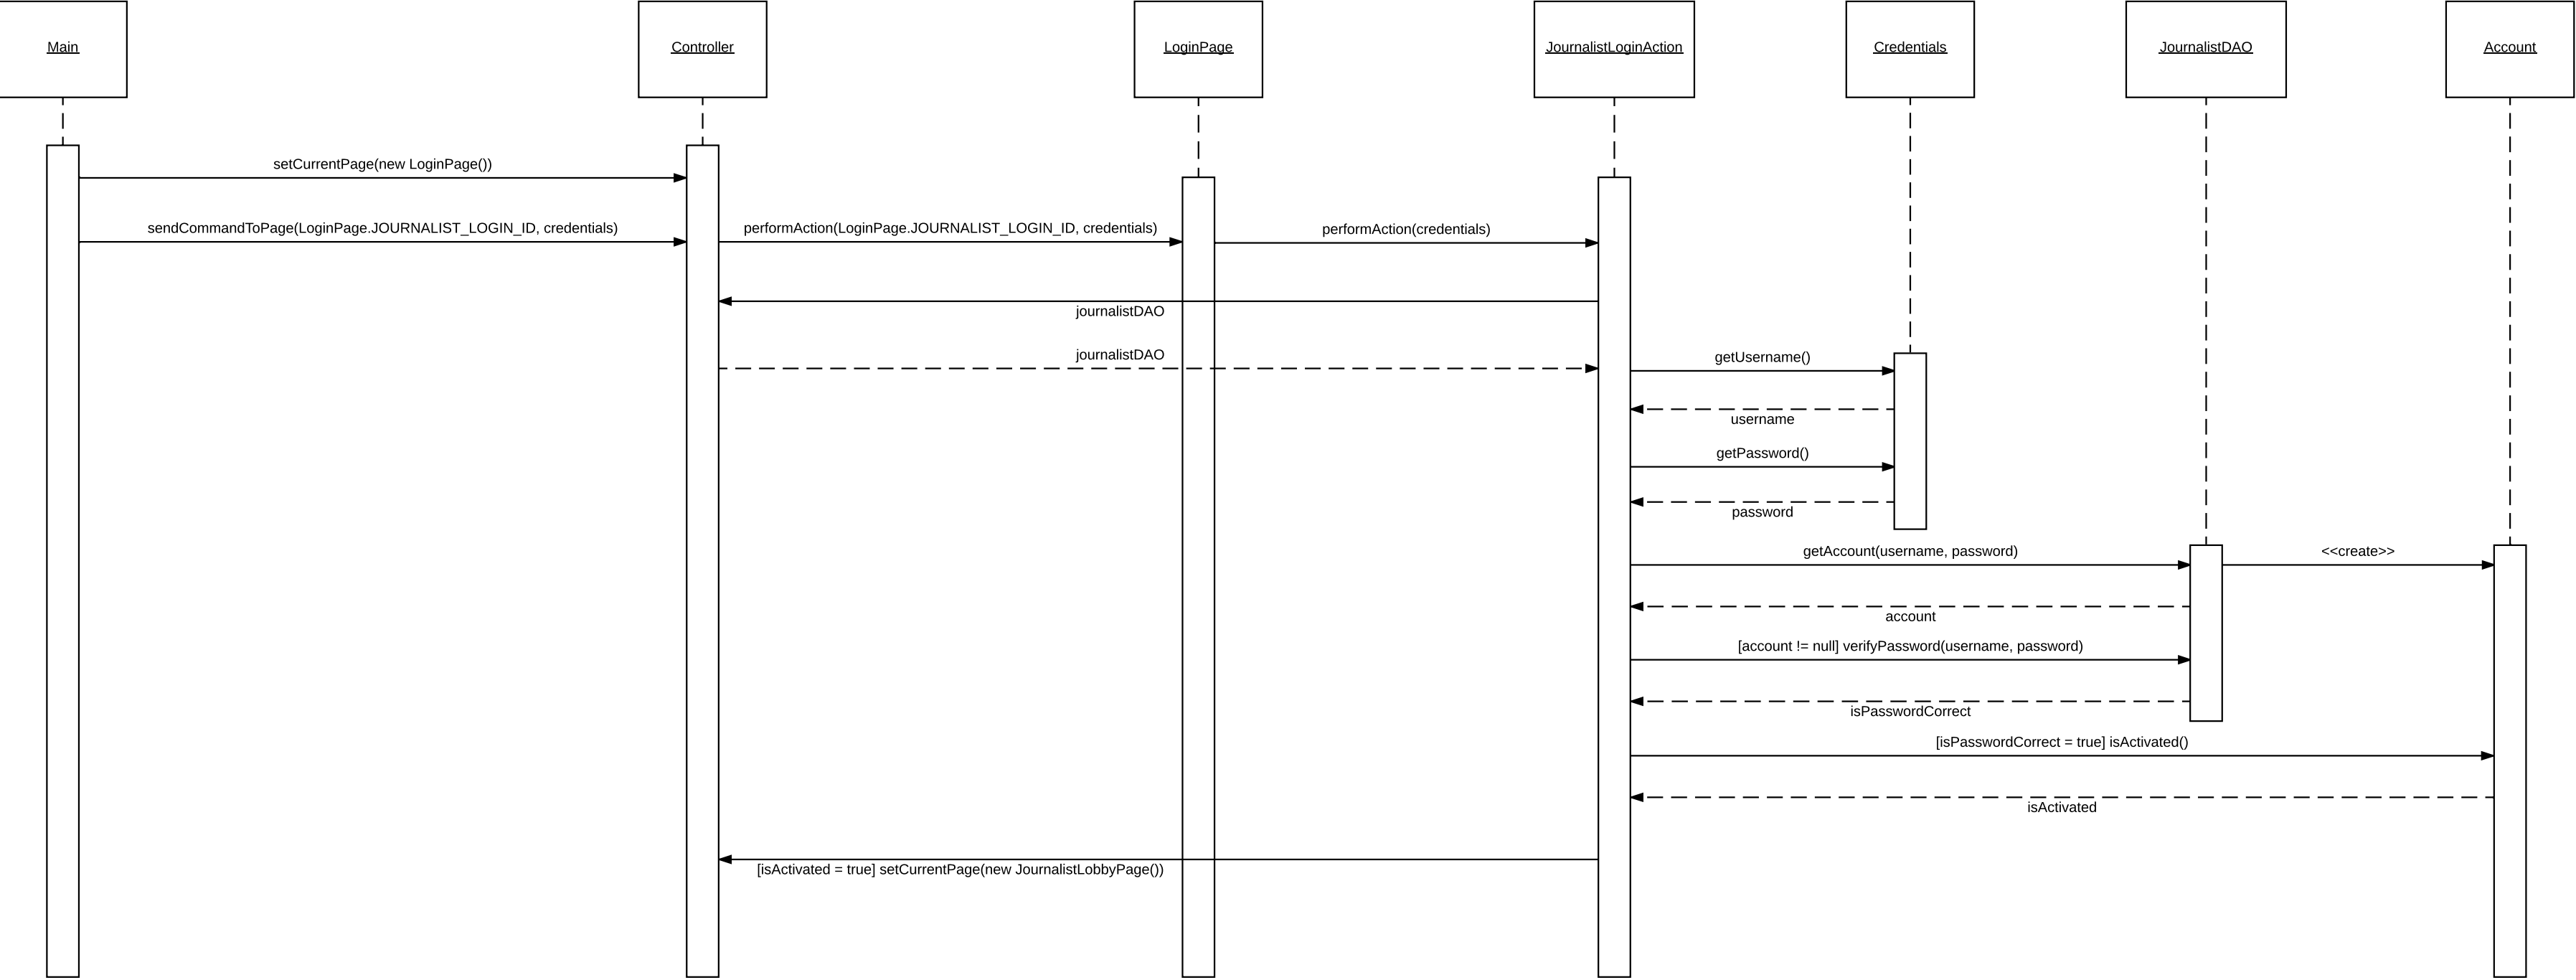 Main
Controller
LoginPage
JournalistLoginAction
Credentials
JournalistDAO
Account
setCurrentPage(new LoginPage())
sendCommandToPage(LoginPage.JOURNALIST_LOGIN_ID, credentials)
performAction(LoginPage.JOURNALIST_LOGIN_ID, credentials)
performAction(credentials)
journalistDAO
journalistDAO
getUsername()
username
getPassword()
password
getAccount(username, password)
<<create>>
account
[account != null] verifyPassword(username, password)
isPasswordCorrect
[isPasswordCorrect = true] isActivated()
isActivated
[isActivated = true] setCurrentPage(new JournalistLobbyPage())